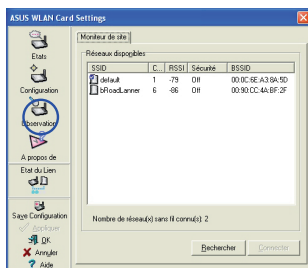 ASUS WLAN Card Settings
Etats
Configuration
Observation
A propos de
Etat du Lien
Sauve Configuration
Appliquer
OK
Annuler
Aide
Moniteur de site
Réseaux disponibles
SSID C... RSSI Sécurité BSSID
default 1 -79 Off 00:0C:6E:A3:8A:5D
bRoadLanner 6 -86 Off 00:90:CC:4A:BF:2F
Nombre de réseau(x) sans fil connu(s) 2
Rechercher Connecter